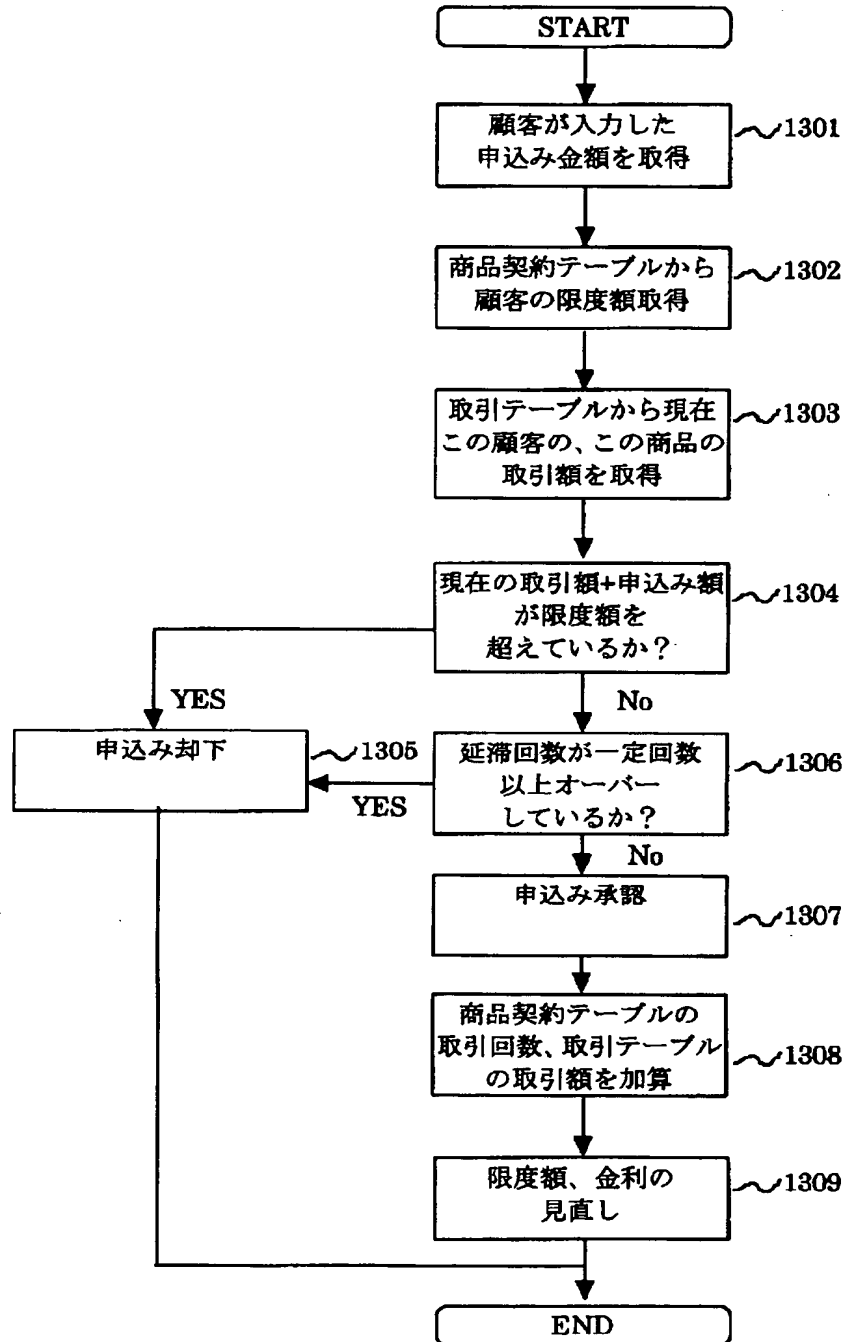 START
顧客が入力した
申込み金額を取得
1301
商品契約テーブルから
顧客の限度額取得
1302
取引テーブルから現在
この顧客の、この商品の
取引額を取得
1303
現在の取引額+申込み額
が限度額を
超えているか?
1304
YES
No
申込み却下
1305
延滞回数が一定回数
以上オーバー
しているか?
1306
YES
No
申込み承認
1307
商品契約テーブルの
取引回数、取引テーブル
の取引額を加算
1308
限度額、金利の
見直し
1309
END